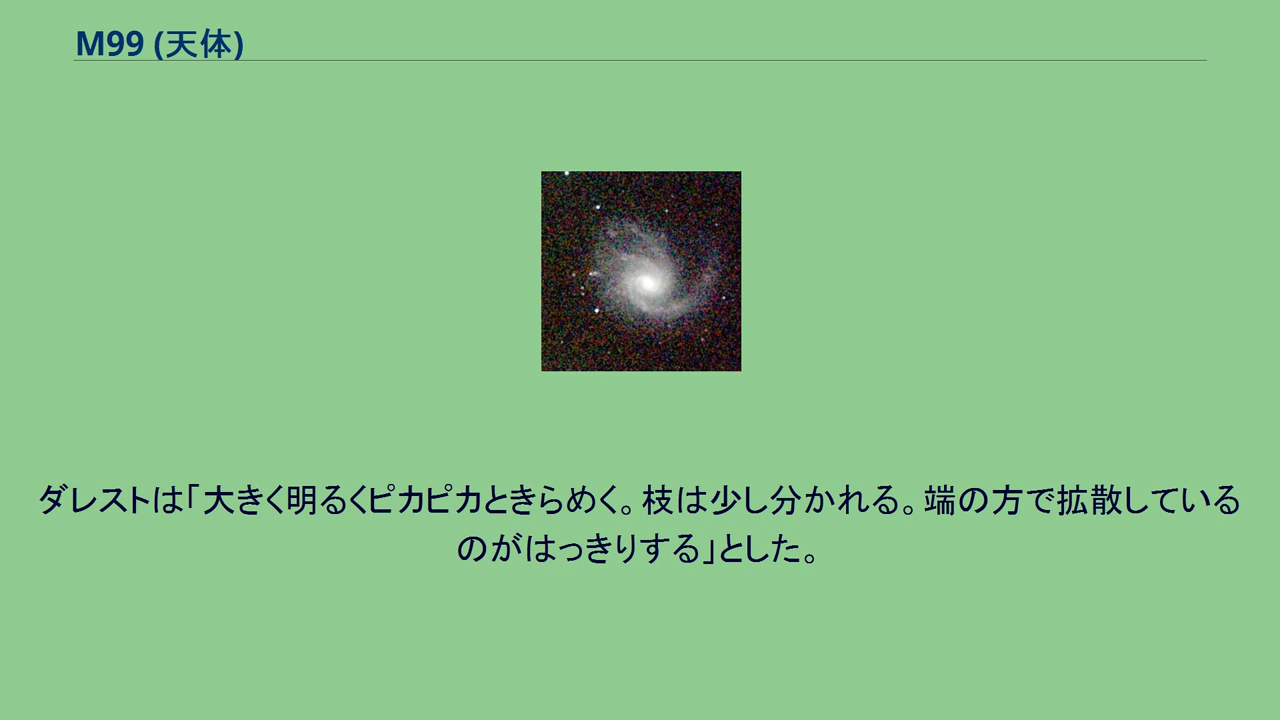 M99 (天体)
ダレストは「大きく明るくピカピカときらめく。枝は少し分かれる。端の方で拡散している
のがはっきりする」とした。